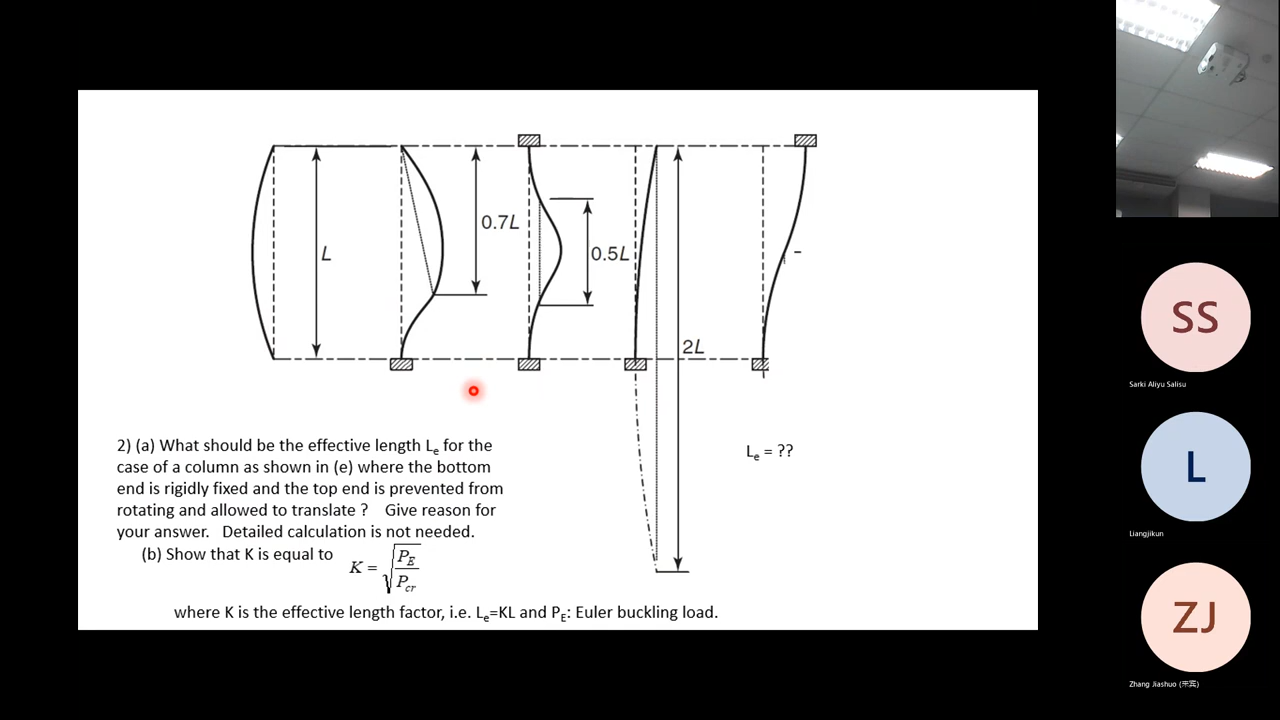 L
0.7L
0.5L
2L
2) (a) What should be the effective length Le for the
case of a column as shown in (e) where the bottom
end is rigidly fixed and the top end is prevented from
rotating and allowed to translate ? Give reason for
your answer. Detailed calculation is not needed.
(b) Show that K is equal to K = √(PE/Pcr)
where K is the effective length factor, i.e. Le=KL and PE: Euler buckling load.
Le = ??
SS
Sarki Aliyu Salisu
L
Liangjikun
ZJ
Zhang Jiashuo